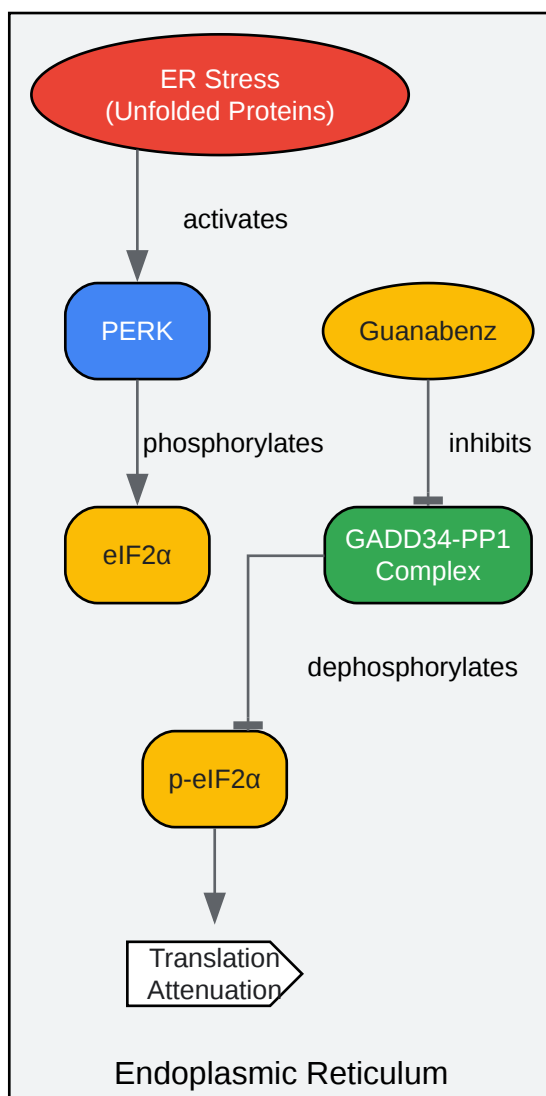 ER Stress
(Unfolded Proteins)
activates
PERK
Guanabenz
phosphorylates
inhibits
eIF2α
GADD34-PP1
Complex
dephosphorylates
p-eIF2α
Translation
Attenuation
Endoplasmic Reticulum